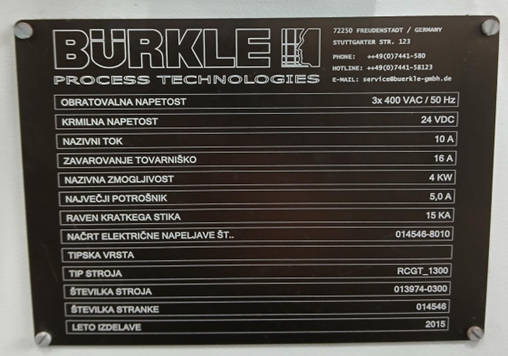 BÜRKLE
PROCESS TECHNOLOGIES
72250 FREUDENSTADT / GERMANY
STUTTGARTER STR. 123
PHONE: ++49(0)7441-580
HOTLINE: ++49(0)7441-58123
E-MAIL: service@buerkle-gmbh.de
OBRATOVALNA NAPETOST 3x 400 VAC / 50 Hz
KRMILNA NAPETOST 24 VDC
NAZIVNI TOK 10 A
ZAVAROVANJE TOVARNIŠKO 16 A
NAZIVNA ZMOGLJIVOST 4 KW
NAJVEČJI POTROŠNIK 5,0 A
RAVEN KRATKEGA STIKA 15 KA
NAČRT ELEKTRIČNE NAPELJAVE ŠT.. 014546-8010
TIPSKA VRSTA
TIP STROJA RCGT_1300
ŠTEVILKA STROJA 013974-0300
ŠTEVILKA STRANKE 014546
LETO IZDELAVE 2015